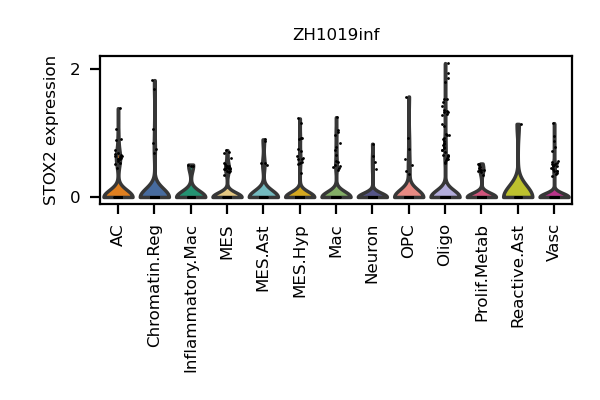 ZH1019inf
STOX2 expression
2
0
AC
Chromatin.Reg
Inflammatory.Mac
MES
MES.Ast
MES.Hyp
Mac
Neuron
OPC
Oligo
Prolif.Metab
Reactive.Ast
Vasc